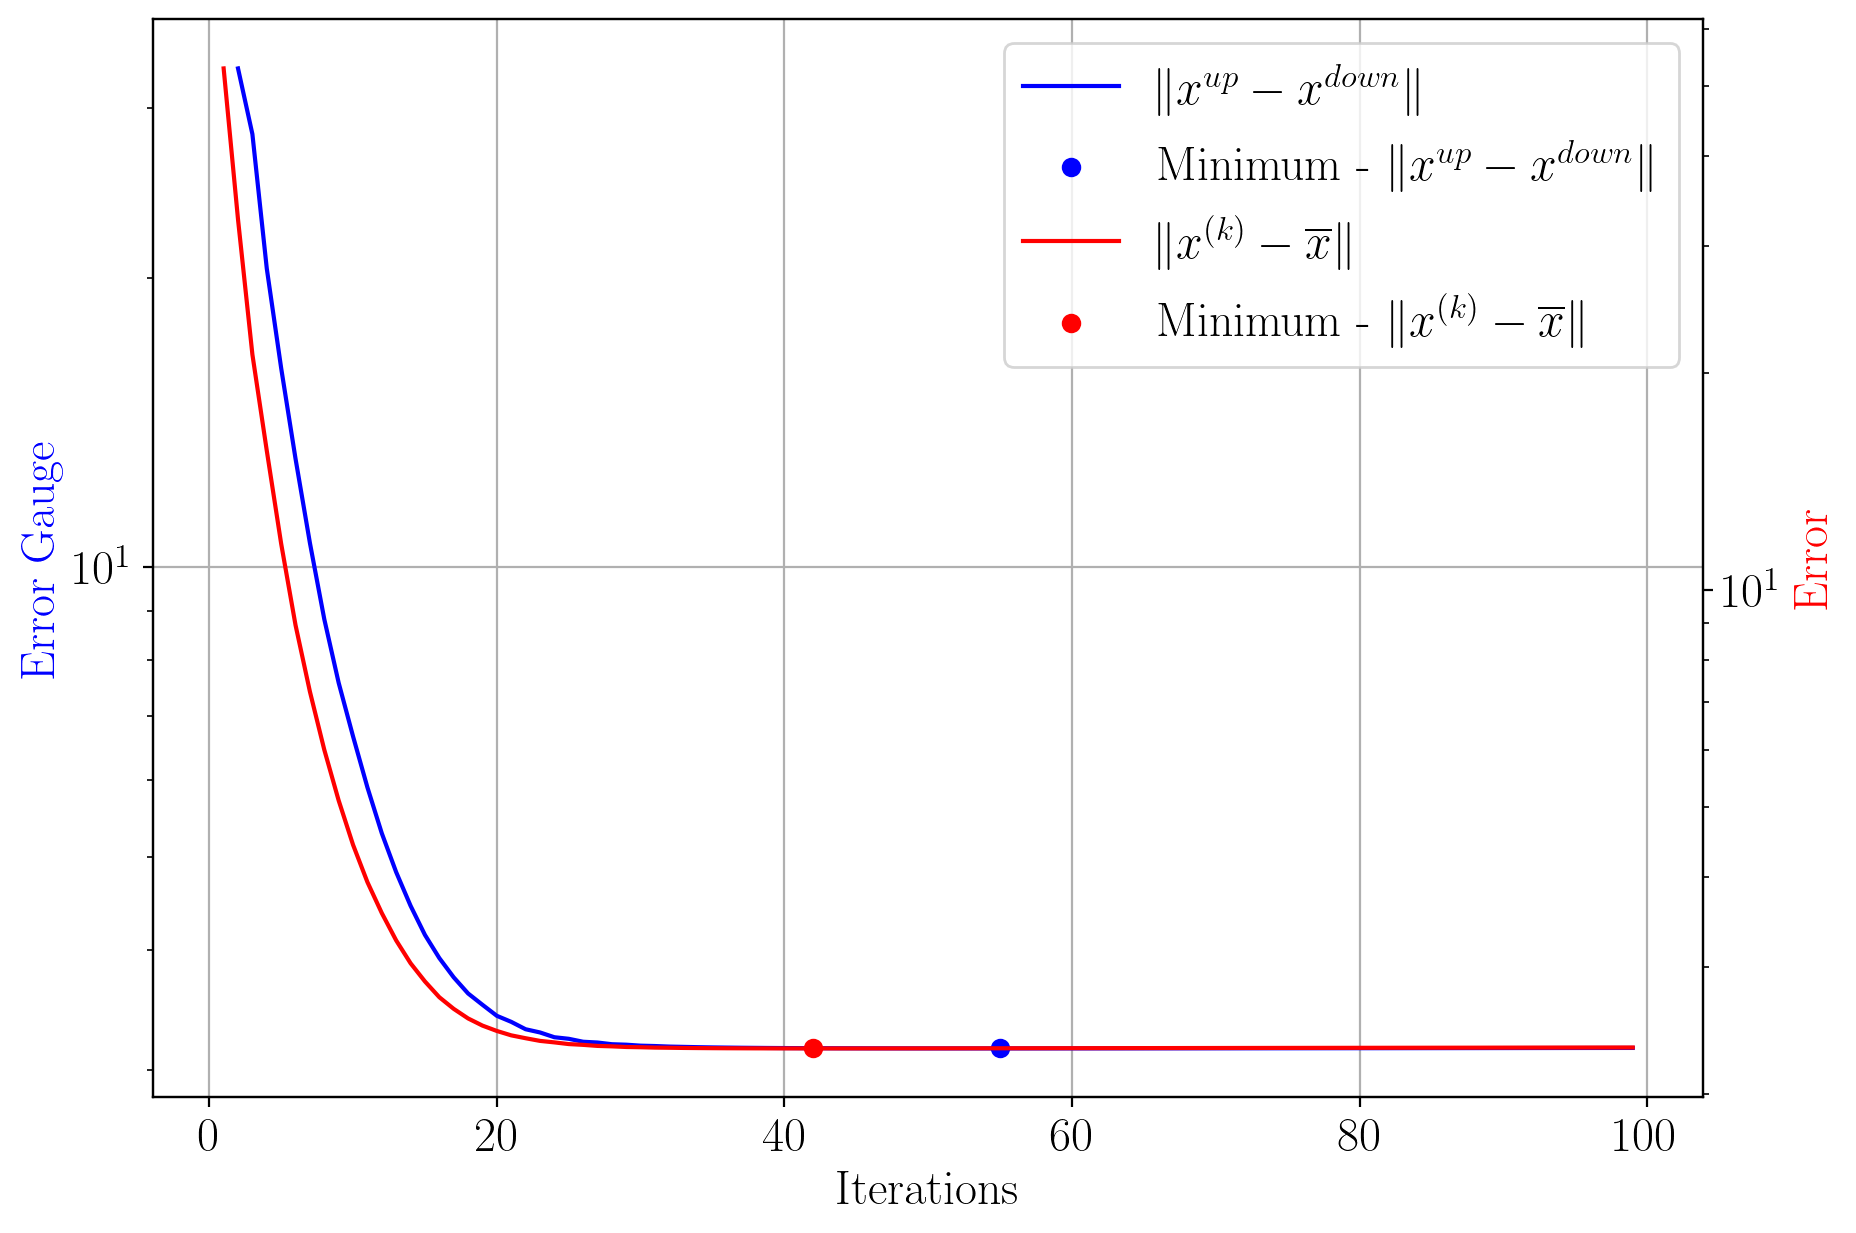 ‖x^{up} − x^{down}‖
Minimum - ‖x^{up} − x^{down}‖
‖x^{(k)} − x̅‖
Minimum - ‖x^{(k)} − x̅‖
Error Gauge
10^1
10^1
Error
0 20 40 60 80 100
Iterations